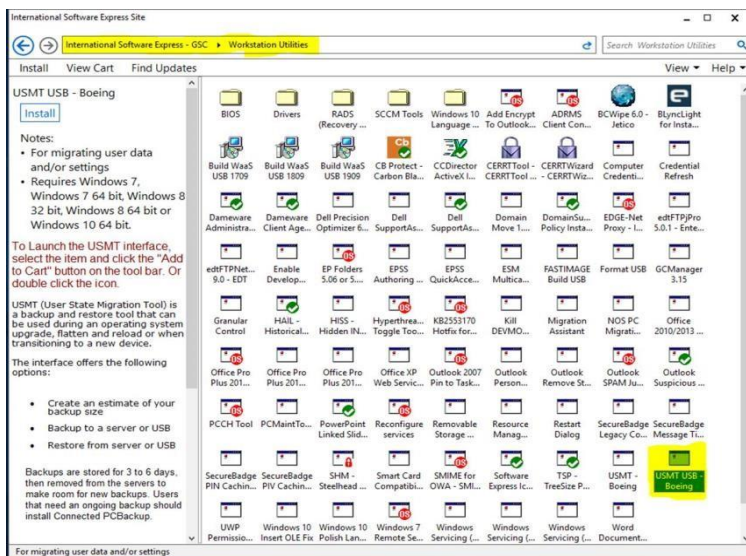 International Software Express Site
International Software Express - GSC ▸ Workstation Utilities
Search Workstation Utilities
Install View Cart Find Updates View Help
USMT USB - Boeing
Install
Notes:
• For migrating user data
and/or settings
• Requires Windows 7,
Windows 7 64 bit, Windows 8
32 bit, Windows 8 64 bit or
Windows 10 64 bit.
To Launch the USMT interface,
select the item and click the "Add
to Cart" button on the tool bar. Or
double click the icon.
USMT (User State Migration Tool) is
a backup and restore tool that can
be used during an operating system
upgrade, flatten and reload or when
transitioning to a new device.
The interface offers the following
options:
• Create an estimate of your
backup size
• Backup to a server or USB
• Restore from server or USB
Backups are stored for 3 to 6 days,
then removed from the servers to
make room for new backups. Users
that need an ongoing backup should
install Connected PCBackup.
BIOS Drivers RADS SCCM Tools Windows 10 Add Encrypt ADRMS BCWipe 6.0 - BLyncLight
(Recovery ... Language ... To Outlook... Client Con... Jetico for Insta...
Build WaaS Build WaaS Build WaaS CB Protect - CCDirector CERRTTool - CERRTWizard Computer Credential
USB 1709 USB 1809 USB 1909 Carbon Bla... ActiveX I... CERRTTool ... - CERRTWiz... Credenti... Refresh
Dameware Dameware Dell Precision Dell Dell Domain DomainSu... EDGE-Net edtFTPjPro
Administra... Client Age... Optimizer 6... SupportAs... SupportAs... Move 1.... Policy Insta... Proxy - I... 5.0.1 - Ente...
edtFTPNet... Enable EP Folders EPSS EPSS ESM FASTIMAGE Format USB GCManager
9.0 - EDT Develop... 5.06 or 5.... Authoring ... QuickAcce... Multica... Build USB 3.15
Granular HAIL - HISS - Hyperthrea... KB2553170 Kill Migration NOS PC Office
Control Historical... Hidden IN... Toggle Too... Hotfix for... DEVMO... Assistant Migrati... 2010/2013 ...
Office Pro Office Pro Office Pro Office XP Outlook 2007 Outlook Outlook Outlook Outlook
Plus 201... Plus 201... Plus 201... Web Servic... Pin to Task... Person... Remove St... SPAM Ju... Suspicious ...
PCCH Tool PCMaintTo... PowerPoint Reconfigure Removable Resource Restart SecureBadge SecureBadge
Linked Slid... services Storage ... Manag... Dialog Legacy Co... Message Ti...
SecureBadge SecureBadge SHM - Smart Card SMIME for Software TSP - USMT - USMT USB -
PIN Cachin... PIV Cachin... Steelhead ... Compatibi... OWA - SMI... Express Ic... TreeSize P... Boeing Boeing
UWP Windows 10 Windows 10 Windows 7 Windows Windows Word
Permissio... Insert OLE Fix Polish Lan... Remote Se... Servicing (... Servicing (... Document...
For migrating user data and/or settings